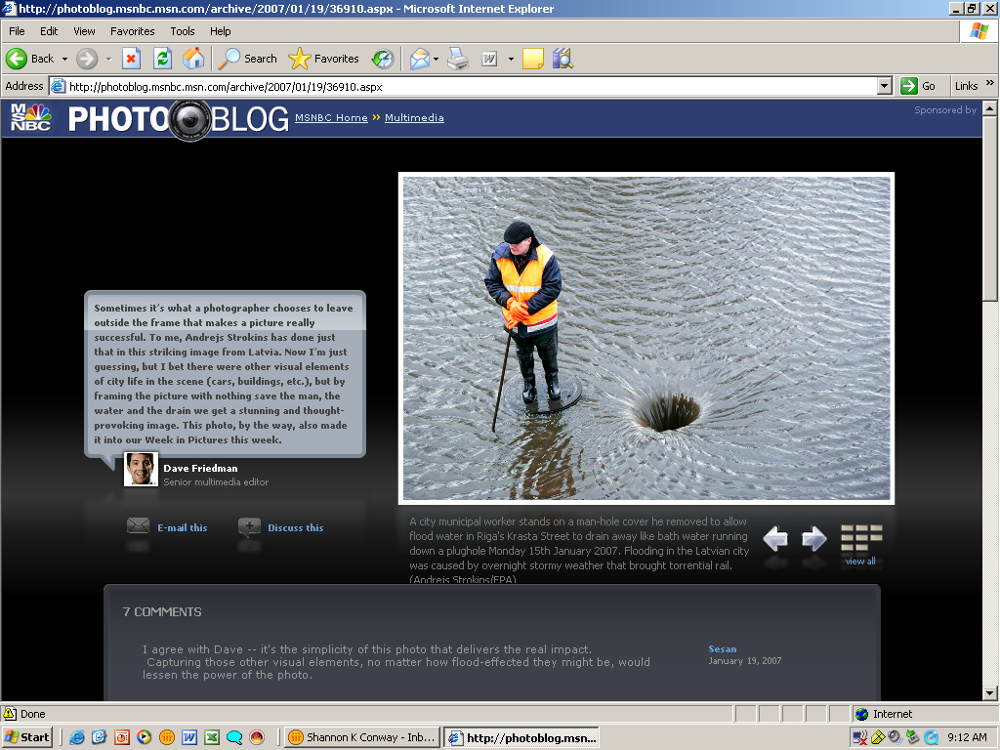 http://photoblog.msnbc.msn.com/archive/2007/01/19/36910.aspx - Microsoft Internet Explorer
File Edit View Favorites Tools Help
Back Search Favorites
Address http://photoblog.msnbc.msn.com/archive/2007/01/19/36910.aspx Go Links »
MSNBC PHOTOBLOG MSNBC Home » Multimedia Sponsored by
Sometimes it's what a photographer chooses to leave
outside the frame that makes a picture really
successful. To me, Andrejs Strokins has done just
that in this striking image from Latvia. Now I'm just
guessing, but I bet there were other visual elements
of city life in the scene (cars, buildings, etc.), but by
framing the picture with nothing save the man, the
water and the drain we get a stunning and thought-
provoking image. This photo, by the way, also made
it into our Week in Pictures this week.
Dave Friedman
Senior multimedia editor
E-mail this Discuss this
A city municipal worker stands on a man-hole cover he removed to allow
flood water in Riga's Krasta Street to drain away like bath water running
down a plughole Monday 15th January 2007. Flooding in the Latvian city
was caused by overnight stormy weather that brought torrential rail.
(Andrejs Strokins/EPA)
view all
7 COMMENTS
I agree with Dave -- it's the simplicity of this photo that delivers the real impact.
Capturing those other visual elements, no matter how flood-effected they might be, would
lessen the power of the photo.
Sesan
January 19, 2007
Done Internet
Start Shannon K Conway - Inb... http://photoblog.msn... 9:12 AM